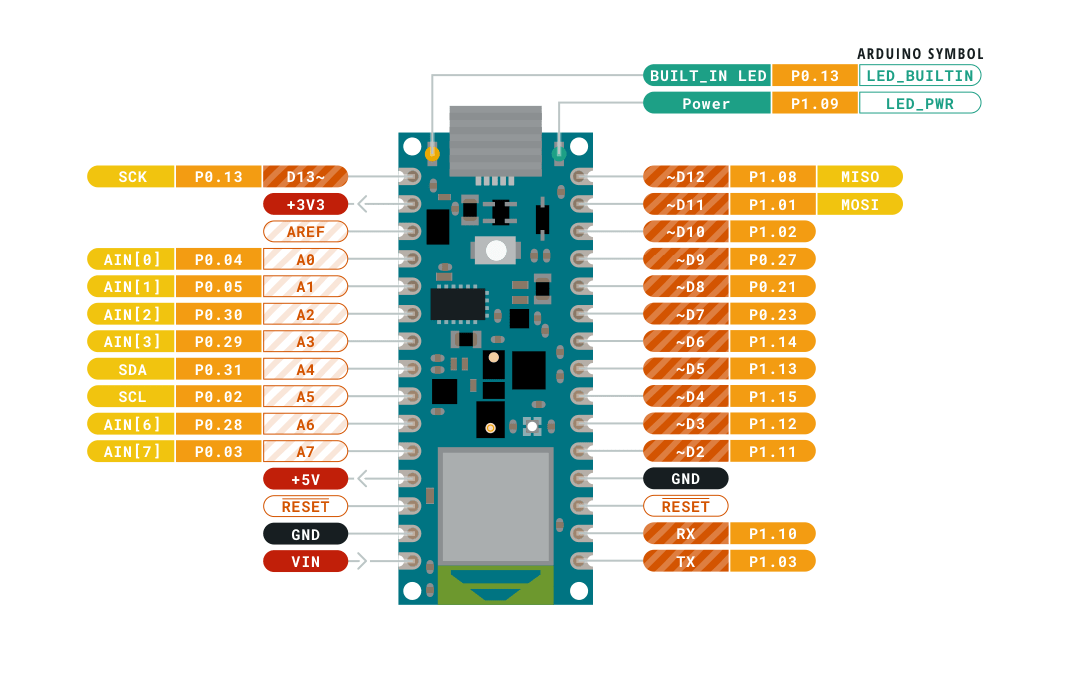 ARDUINO SYMBOL
BUILT_IN LED P0.13 LED_BUILTIN
Power P1.09 LED_PWR
SCK P0.13 D13~
+3V3
AREF
AIN[0] P0.04 A0
AIN[1] P0.05 A1
AIN[2] P0.30 A2
AIN[3] P0.29 A3
SDA P0.31 A4
SCL P0.02 A5
AIN[6] P0.28 A6
AIN[7] P0.03 A7
+5V
RESET
GND
VIN
~D12 P1.08 MISO
~D11 P1.01 MOSI
~D10 P1.02
~D9 P0.27
~D8 P0.21
~D7 P0.23
~D6 P1.14
~D5 P1.13
~D4 P1.15
~D3 P1.12
~D2 P1.11
GND
RESET
RX P1.10
TX P1.03